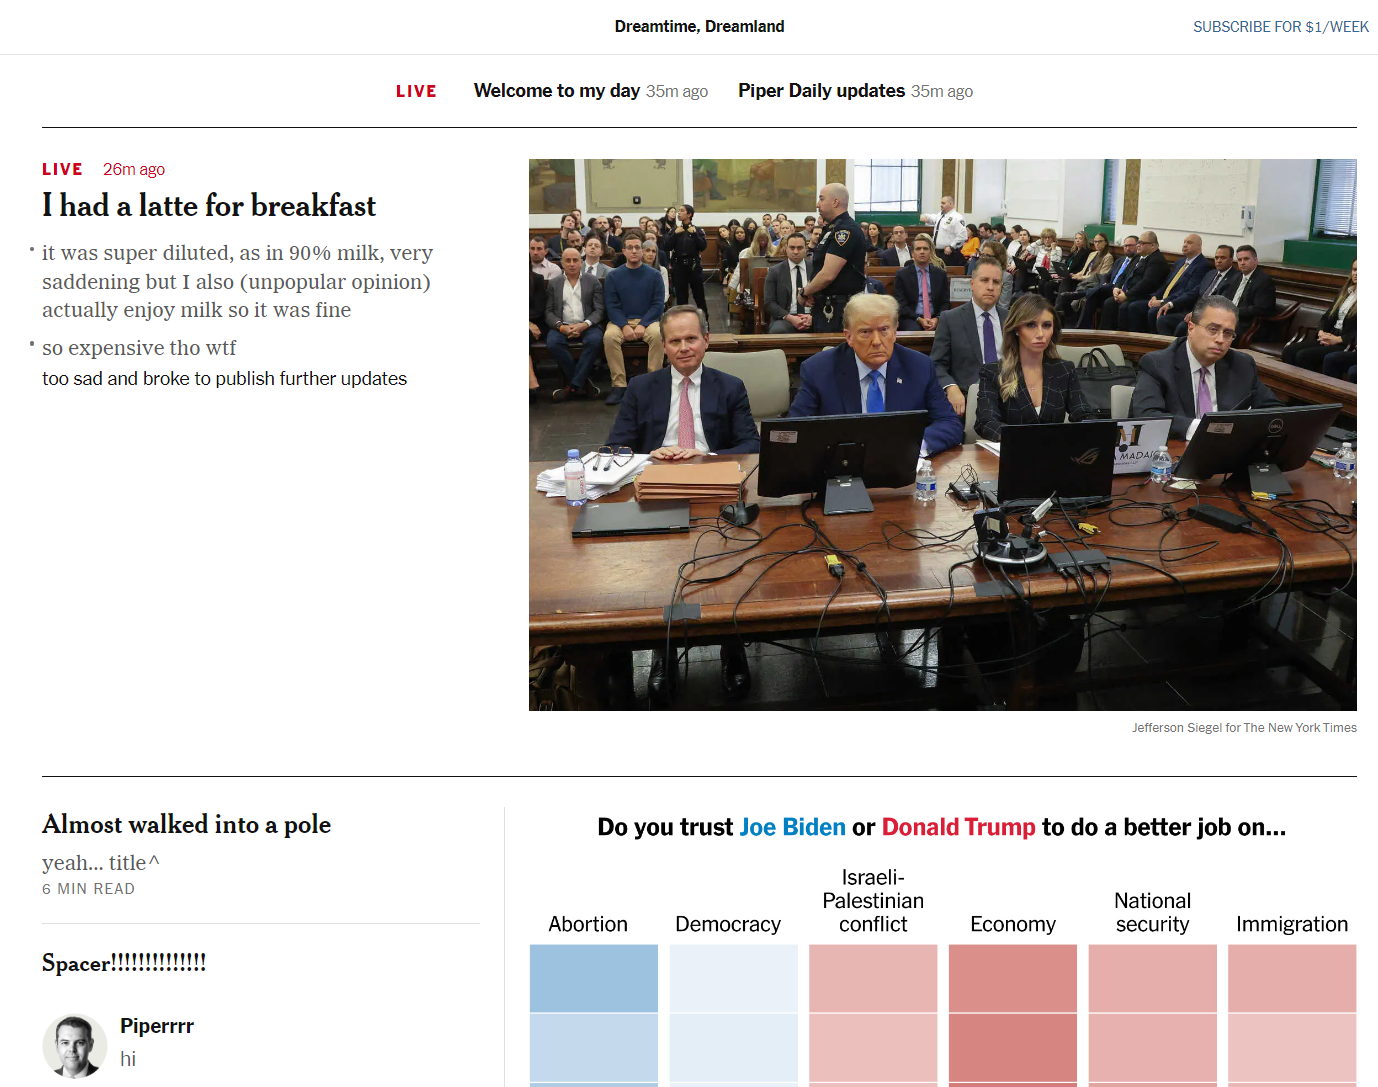 Dreamtime, Dreamland
SUBSCRIBE FOR $1/WEEK
LIVE Welcome to my day 35m ago Piper Daily updates 35m ago
LIVE 26m ago
I had a latte for breakfast
• it was super diluted, as in 90% milk, very
saddening but I also (unpopular opinion)
actually enjoy milk so it was fine
• so expensive tho wtf
too sad and broke to publish further updates
DELL
MADAI
Jefferson Siegel for The New York Times
Almost walked into a pole
yeah... title^
6 MIN READ
Spacer!!!!!!!!!!!!!!
Piperrrr
hi
Do you trust Joe Biden or Donald Trump to do a better job on...
Abortion
Democracy
Israeli-
Palestinian
conflict
Economy
National
security
Immigration